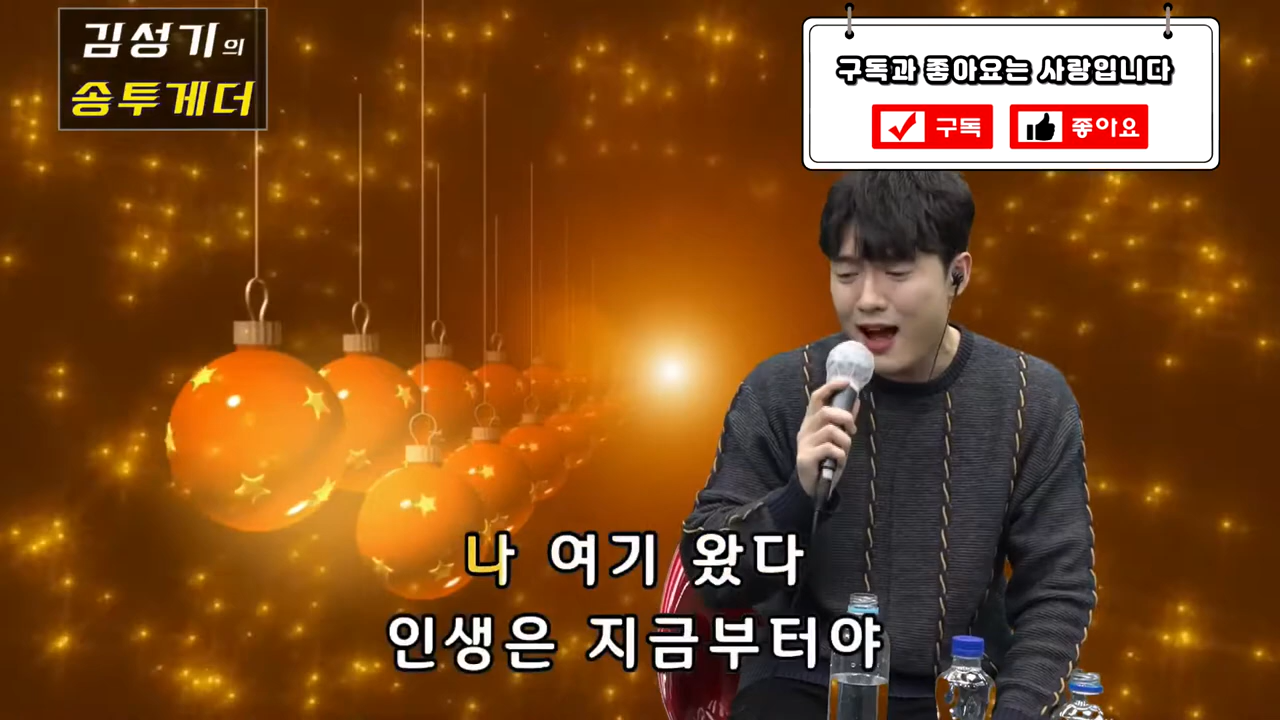 김성기의
송투게더
구독과 좋아요는 사랑입니다
구독
좋아요
나 여기 왔다
인생은 지금부터야